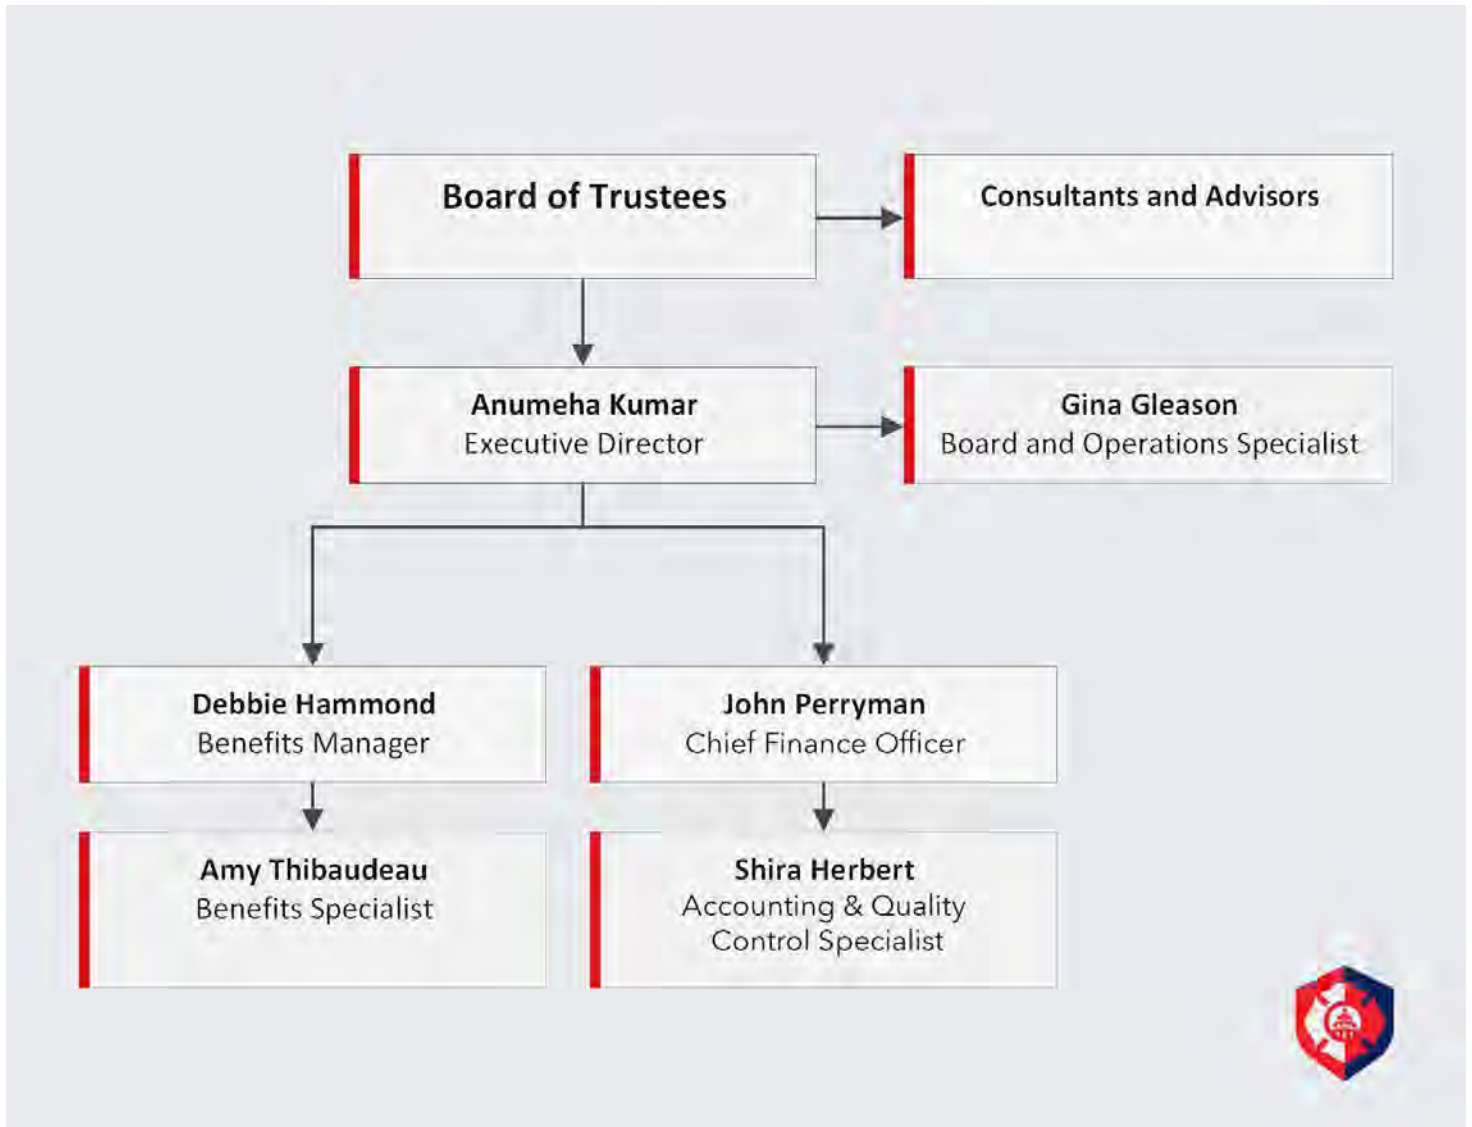 Board of Trustees
Consultants and Advisors
Anumeha Kumar
Executive Director
Gina Gleason
Board and Operations Specialist
Debbie Hammond
Benefits Manager
John Perryman
Chief Finance Officer
Amy Thibaudeau
Benefits Specialist
Shira Herbert
Accounting & Quality
Control Specialist